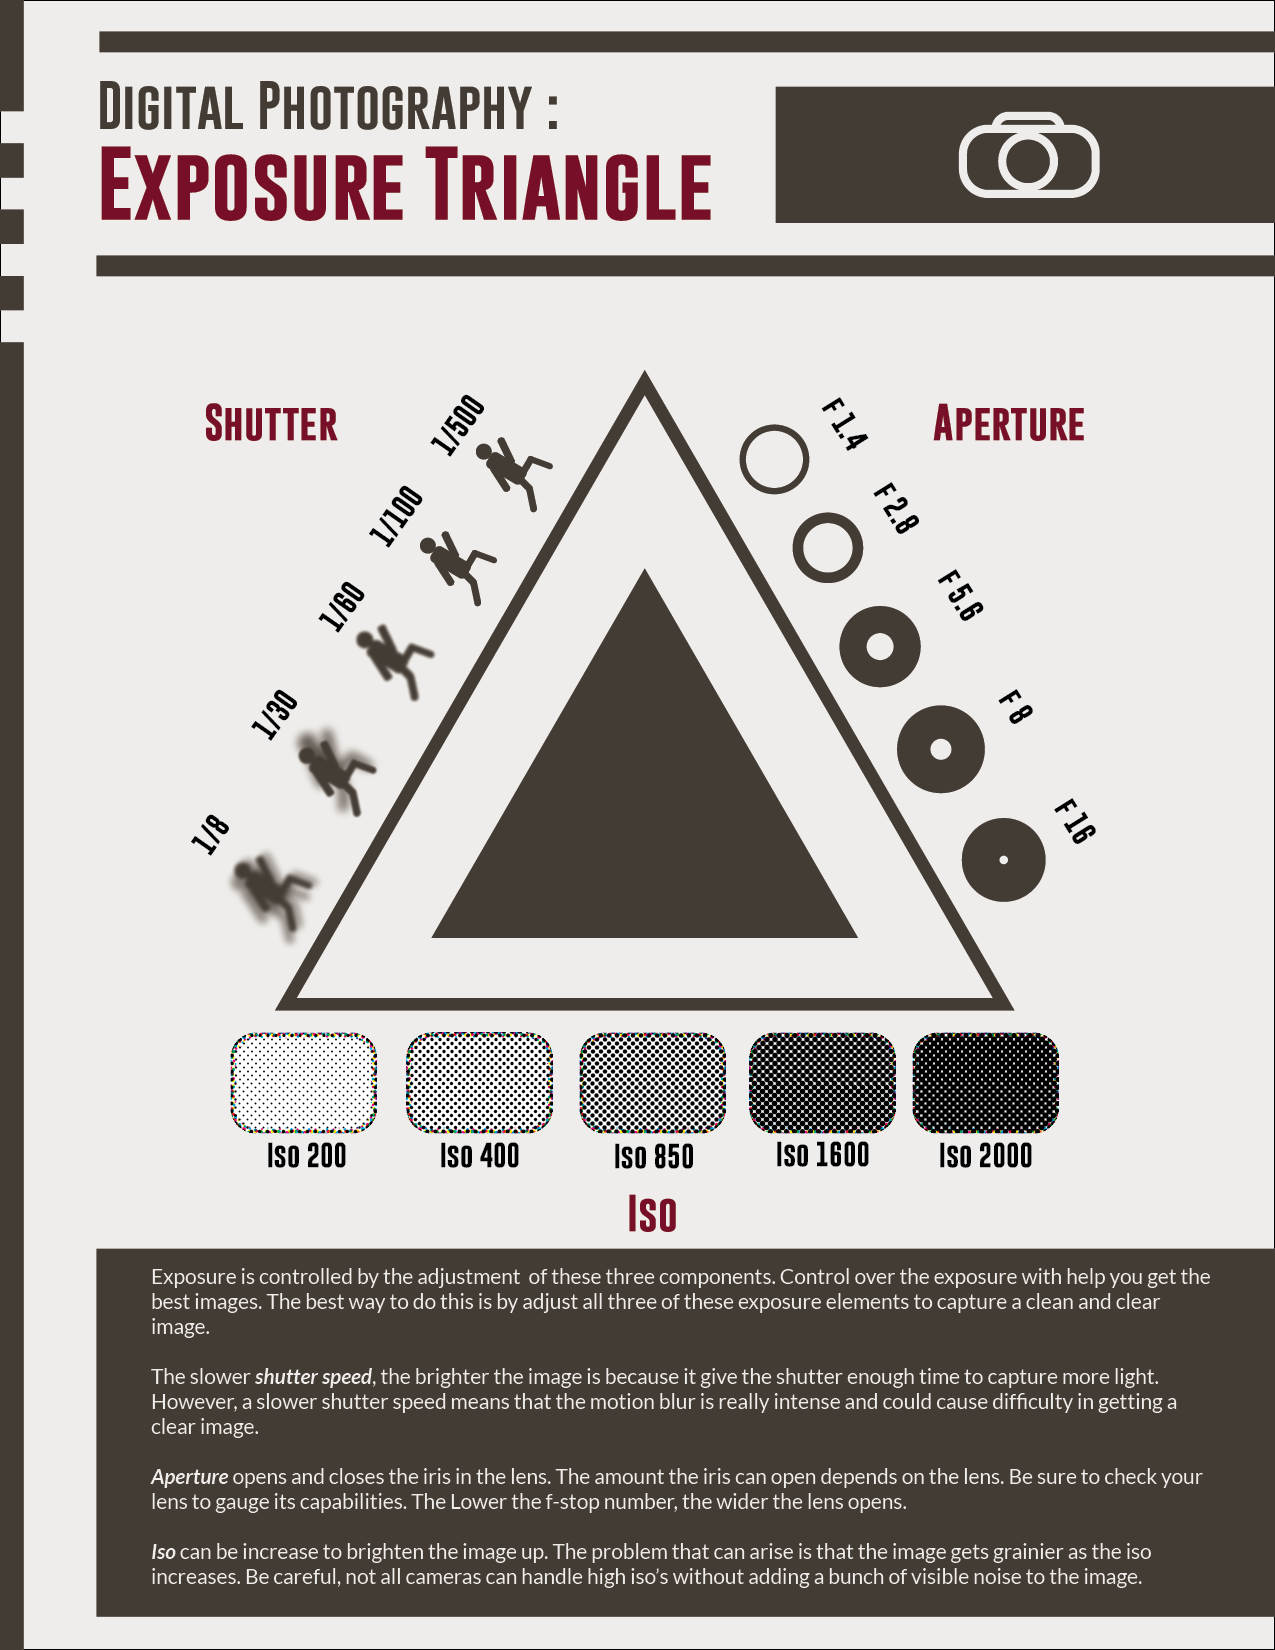 Digital Photography :
Exposure Triangle
Shutter
Aperture
1/500
1/100
1/60
1/30
1/8
F 1.4
F 2.8
F 5.6
F 8
F 16
Iso 200
Iso 400
Iso 850
Iso 1600
Iso 2000
Iso
Exposure is controlled by the adjustment  of these three components. Control over the exposure with help you get the
best images. The best way to do this is by adjust all three of these exposure elements to capture a clean and clear
image.
The slower shutter speed, the brighter the image is because it give the shutter enough time to capture more light.
However, a slower shutter speed means that the motion blur is really intense and could cause difficulty in getting a
clear image.
Aperture opens and closes the iris in the lens. The amount the iris can open depends on the lens. Be sure to check your
lens to gauge its capabilities. The Lower the f-stop number, the wider the lens opens.
Iso can be increase to brighten the image up. The problem that can arise is that the image gets grainier as the iso
increases. Be careful, not all cameras can handle high iso’s without adding a bunch of visible noise to the image.